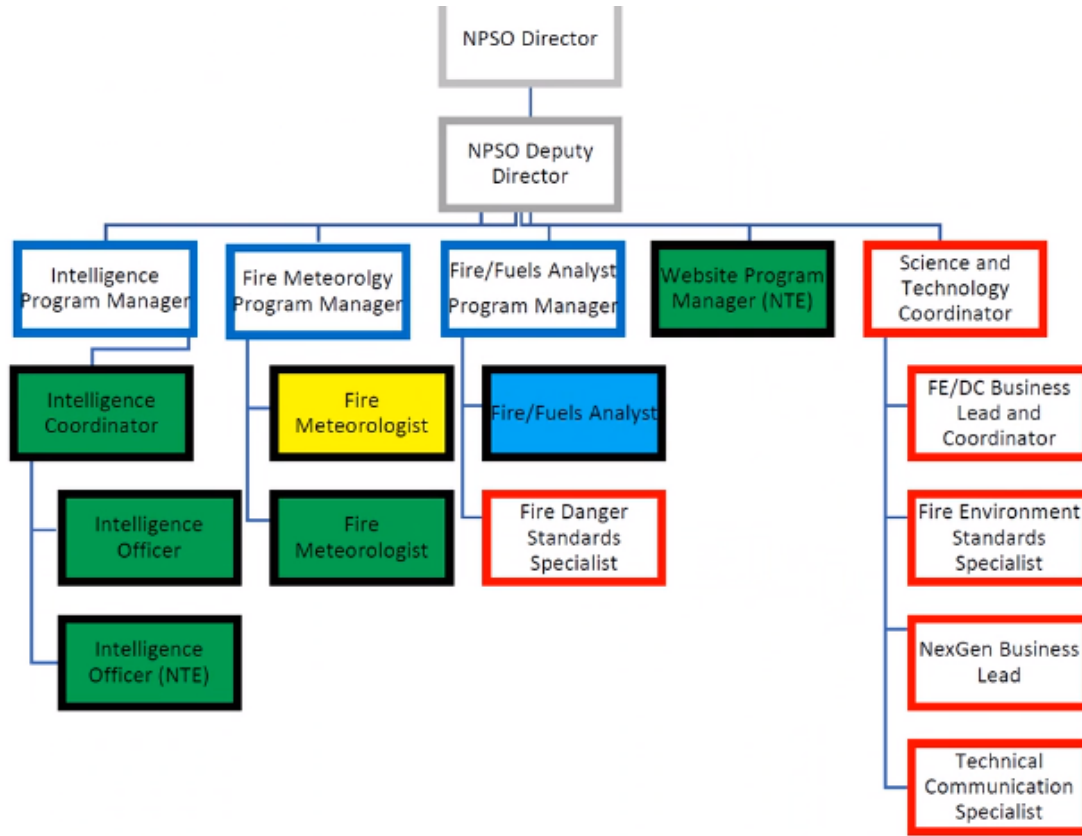 NPSO Director
NPSO Deputy
Director
Intelligence
Program Manager
Fire Meteorolgy
Program Manager
Fire/Fuels Analyst
Program Manager
Website Program
Manager (NTE)
Science and
Technology
Coordinator
Intelligence
Coordinator
Fire
Meteorologist
Fire/Fuels Analyst
FE/DC Business
Lead and
Coordinator
Intelligence
Officer
Fire
Meteorologist
Fire Danger
Standards
Specialist
Fire Environment
Standards
Specialist
Intelligence
Officer (NTE)
NexGen Business
Lead
Technical
Communication
Specialist